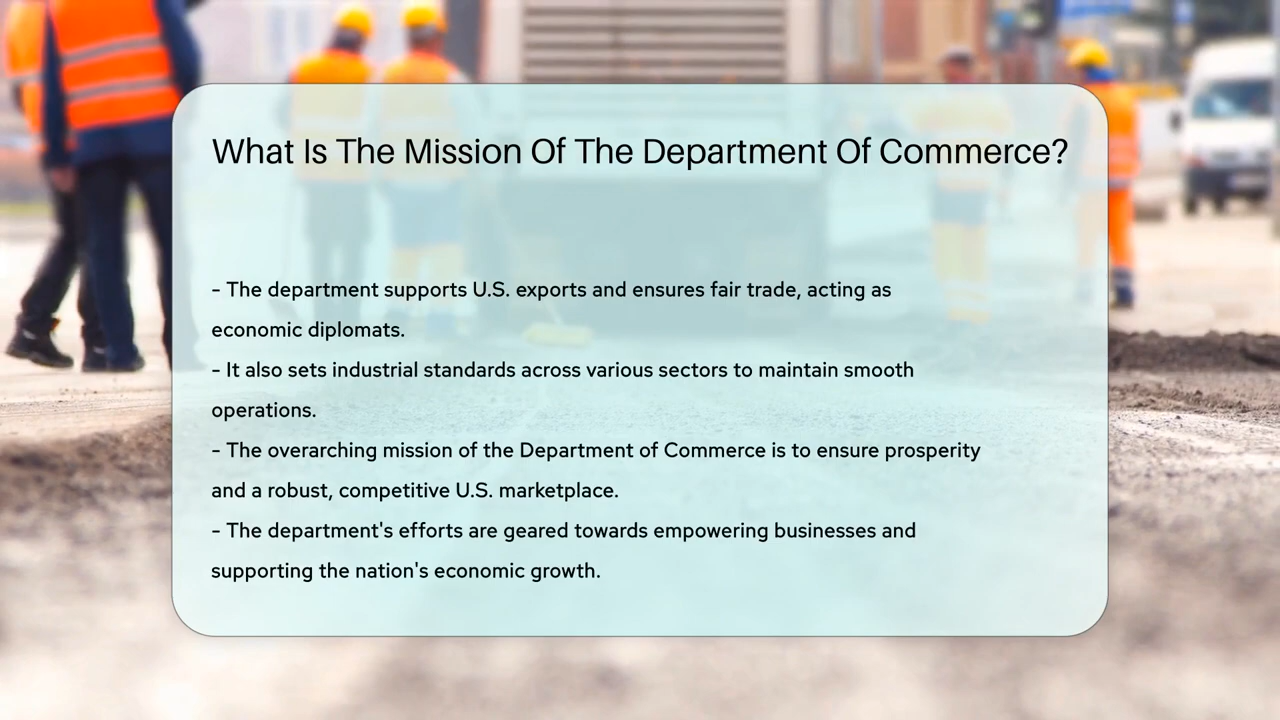 What Is The Mission Of The Department Of Commerce?
- The department supports U.S. exports and ensures fair trade, acting as
economic diplomats.
- It also sets industrial standards across various sectors to maintain smooth
operations.
- The overarching mission of the Department of Commerce is to ensure prosperity
and a robust, competitive U.S. marketplace.
- The department's efforts are geared towards empowering businesses and
supporting the nation's economic growth.